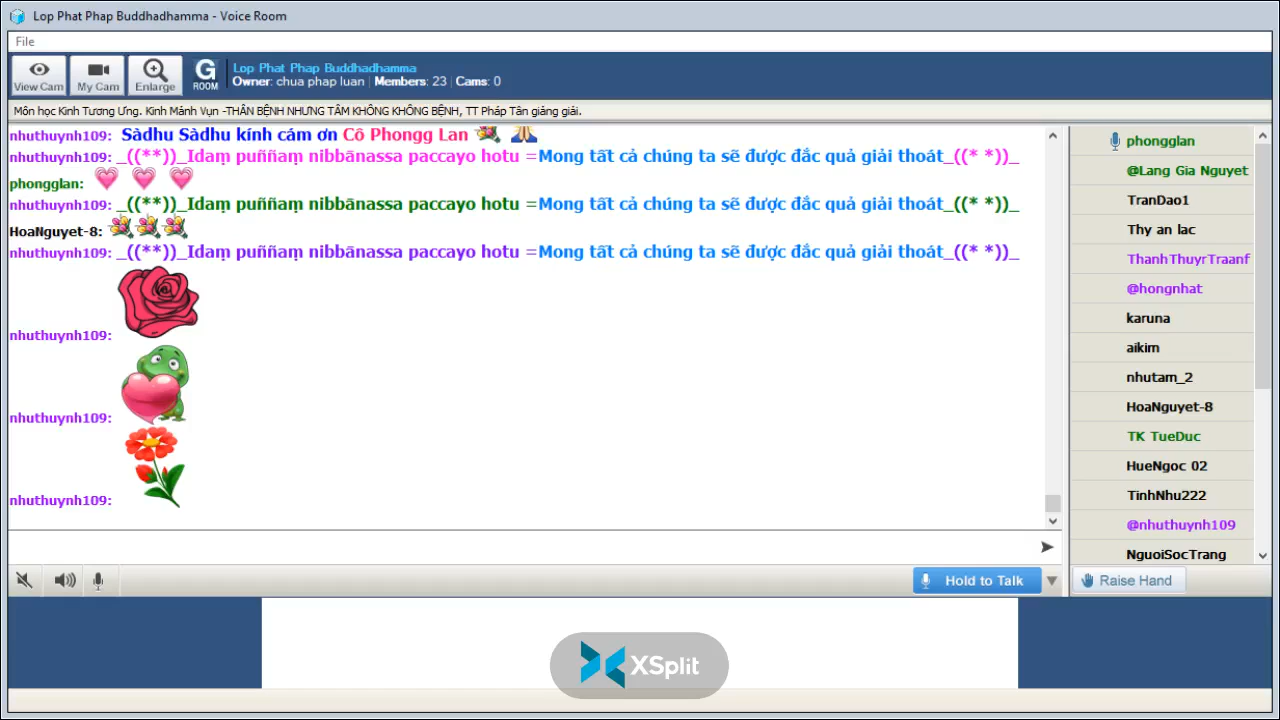 Lop Phat Phap Buddhadhamma - Voice Room
File
View Cam
My Cam
Enlarge
G
ROOM
Lop Phat Phap Buddhadhamma
Owner: chua phap luan | Members: 23 | Cams: 0
Môn học Kinh Tương Ưng. Kinh Mảnh Vụn -THÂN BỆNH NHƯNG TÂM KHÔNG KHÔNG BỆNH, TT Pháp Tân giảng giải.
nhuthuynh109: Sàdhu Sàdhu kính cám ơn Cô Phongg Lan
nhuthuynh109: _((**))_Idaṃ puññaṃ nibbānassa paccayo hotu =Mong tất cả chúng ta sẽ được đắc quả giải thoát_((* *))_
phongglan:
nhuthuynh109: _((**))_Idaṃ puññaṃ nibbānassa paccayo hotu =Mong tất cả chúng ta sẽ được đắc quả giải thoát_((* *))_
HoaNguyet-8:
nhuthuynh109: _((**))_Idaṃ puññaṃ nibbānassa paccayo hotu =Mong tất cả chúng ta sẽ được đắc quả giải thoát_((* *))_
nhuthuynh109:
nhuthuynh109:
nhuthuynh109:
phongglan
@Lang Gia Nguyet
TranDao1
Thy an lac
ThanhThuyrTraanf
@hongnhat
karuna
aikim
nhutam_2
HoaNguyet-8
TK TueDuc
HueNgoc 02
TinhNhu222
@nhuthuynh109
NguoiSocTrang
Hold to Talk
Raise Hand
XSplit